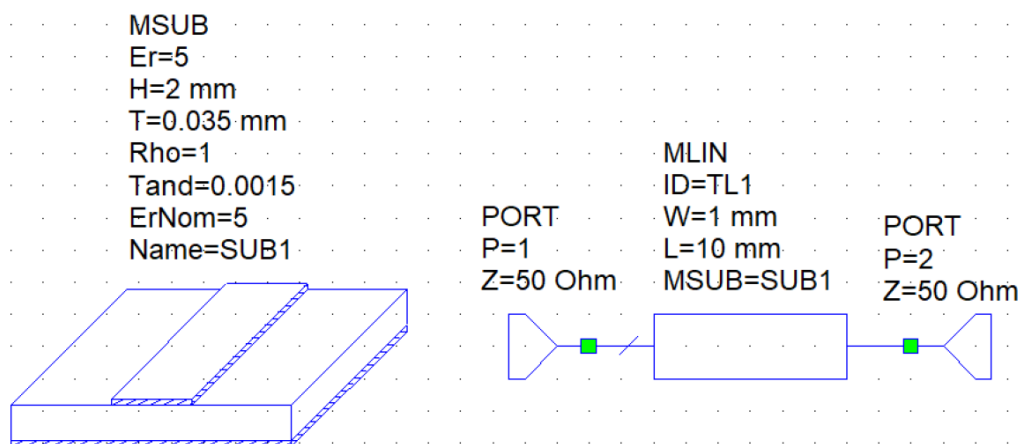 MSUB
Er=5
H=2 mm
T=0.035 mm
Rho=1
Tand=0.0015
ErNom=5
Name=SUB1
PORT
P=1
Z=50 Ohm
MLIN
ID=TL1
W=1 mm
L=10 mm
MSUB=SUB1
PORT
P=2
Z=50 Ohm